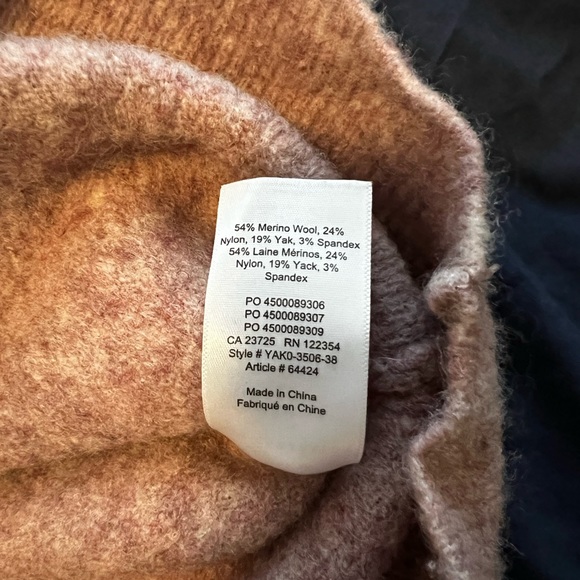 54% Merino Wool, 24%
Nylon, 19% Yak, 3% Spandex
54% Laine Mérinos, 24%
Nylon, 19% Yack, 3%
Spandex
PO 4500089306
PO 4500089307
PO 4500089309
CA 23725 RN 122354
Style # YAK0-3506-38
Article # 64424
Made in China
Fabriqué en Chine